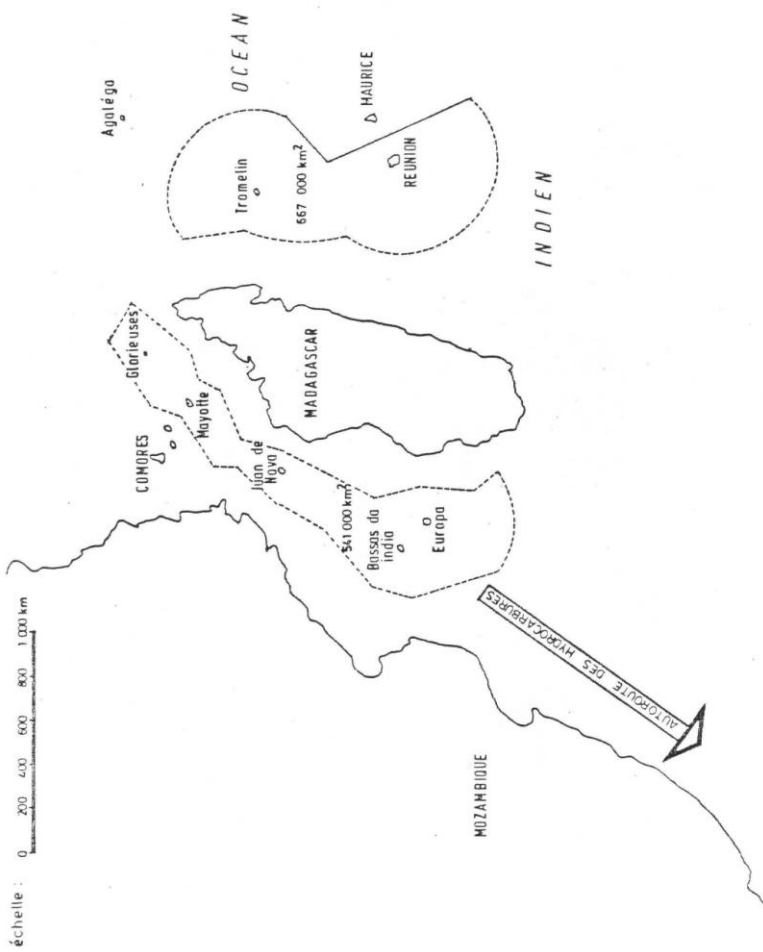 échelle :
0 200 400 600 800 1 000 km
Agaléga
OCEAN
Tromelin
667 000 km²
MAURICE
REUNION
INDIEN
Glorieuses
COMORES
Mayotte
Juan de
Nova
MADAGASCAR
541 000 km²
Bassas da
india
Europa
AUTOROUTE DES HYDROCARBURES
MOZAMBIQUE